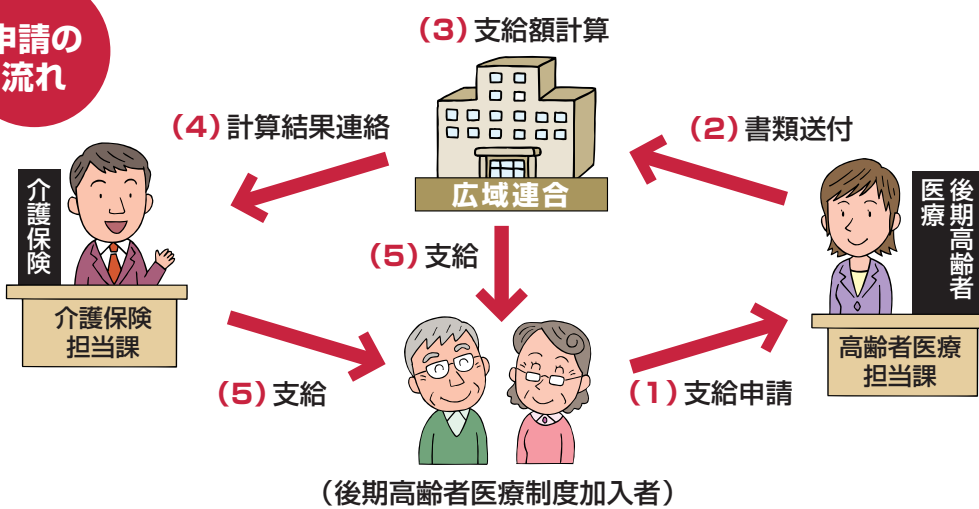 申請の
流れ
(3)支給額計算
(4)計算結果連絡
(2)書類送付
広域連合
介護保険
後期高齢者
医療
(5)支給
介護保険
担当課
高齢者医療
担当課
(5)支給
(1)支給申請
(後期高齢者医療制度加入者)